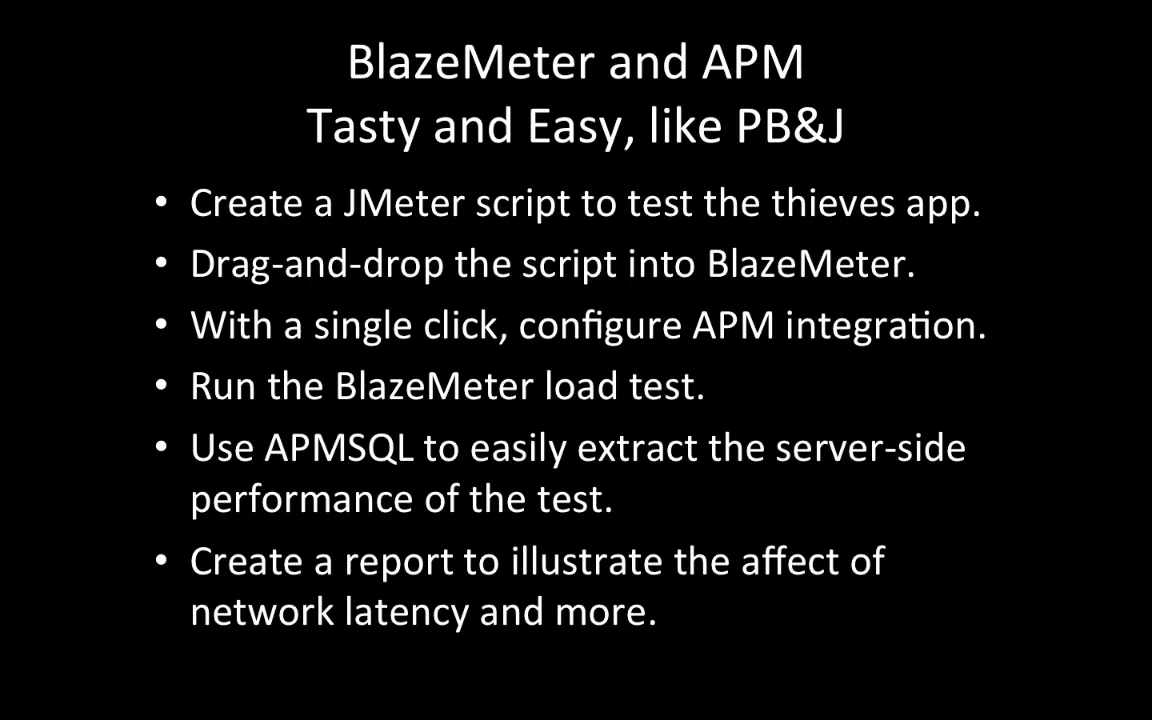 BlazeMeter and APM
Tasty and Easy, like PB&J
• Create a JMeter script to test the thieves app.
• Drag-and-drop the script into BlazeMeter.
• With a single click, configure APM integration.
• Run the BlazeMeter load test.
• Use APMSQL to easily extract the server-side
performance of the test.
• Create a report to illustrate the affect of
network latency and more.